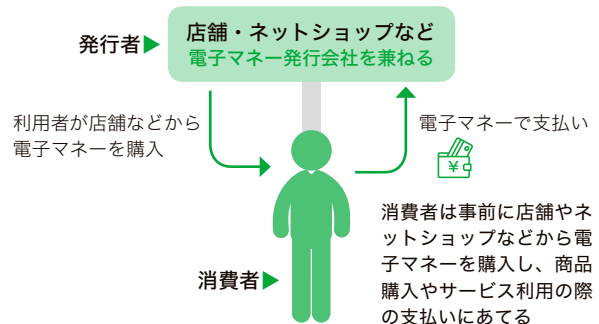 発行者▶
店舗・ネットショップなど
電子マネー発行会社を兼ねる
利用者が店舗などから
電子マネーを購入
電子マネーで支払い
¥
消費者は事前に店舗やネ
ットショップなどから電
子マネーを購入し、商品
購入やサービス利用の際
の支払いにあてる
消費者▶